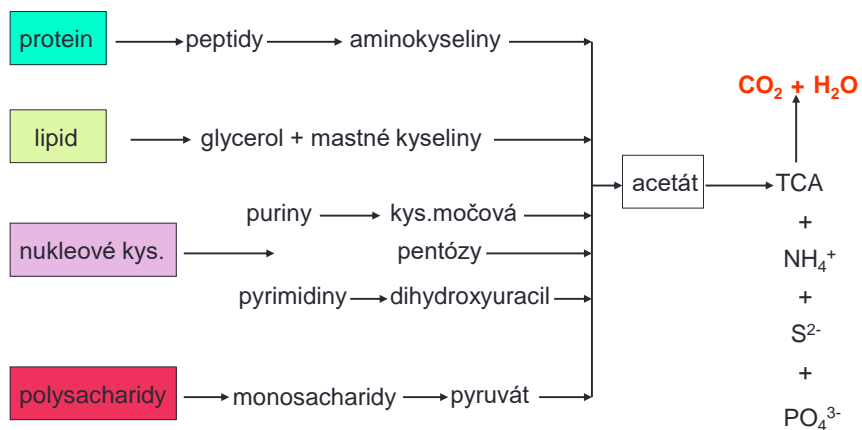 protein peptidy aminokyseliny
CO₂ + H₂O
lipid glycerol + mastné kyseliny
acetát TCA
puriny kys.močová
+
nukleové kys. pentózy
NH₄⁺
pyrimidiny dihydroxyuracil
+
S²⁻
+
polysacharidy monosacharidy pyruvát
PO₄³⁻